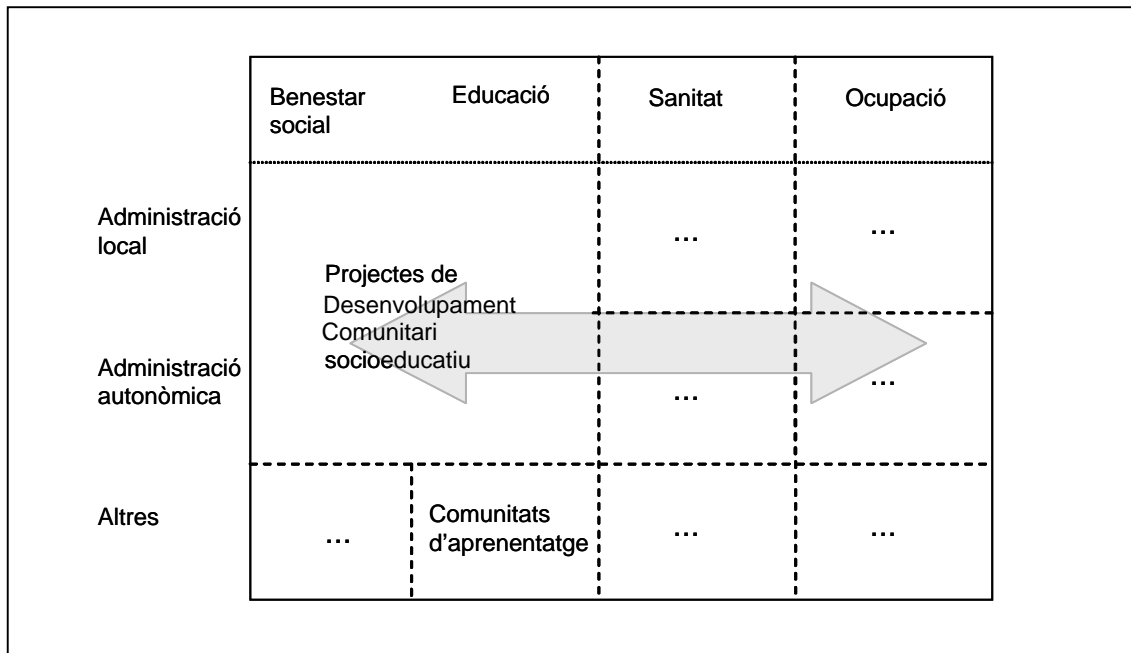 Benestar social
Educació
Sanitat
Ocupació
Administració
local
...
...
Projectes de
Desenvolupament
Comunitari
socioeducatiu
Administració
autonòmica
...
...
Altres
...
Comunitats
d'aprenentatge
...
...